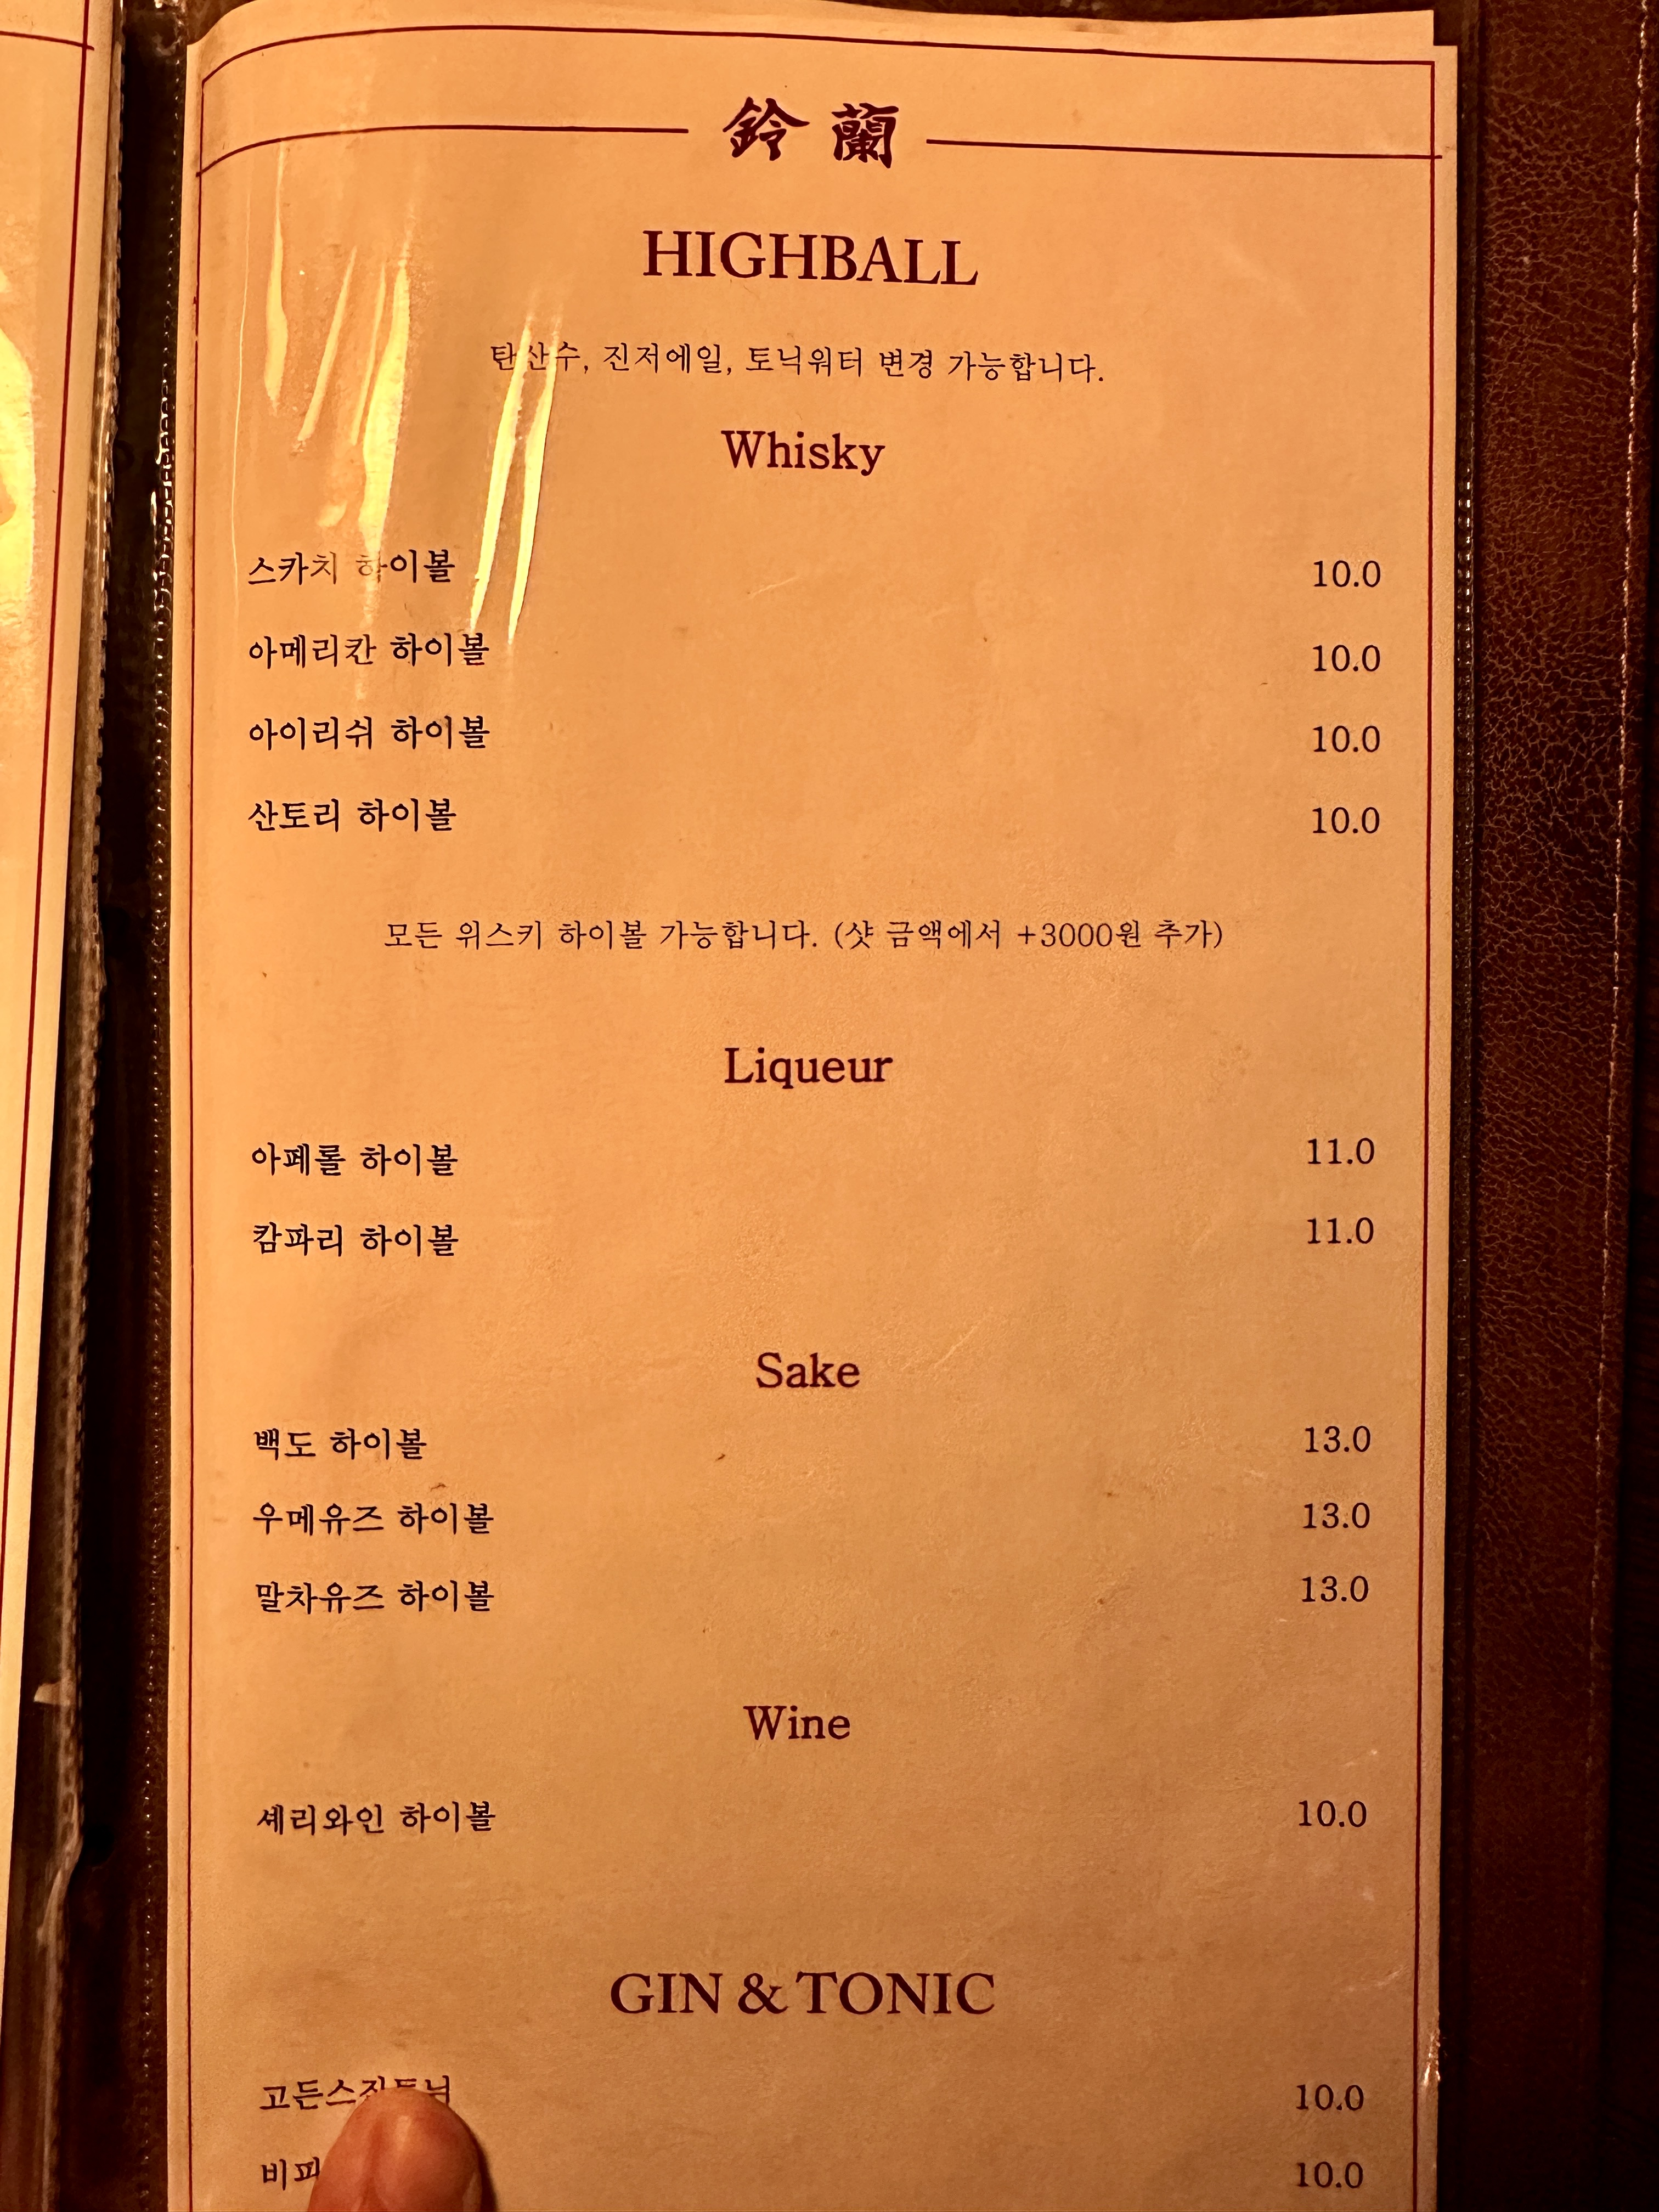 鈴蘭
HIGHBALL
탄산수, 진저에일, 토닉워터 변경 가능합니다.
Whisky
스카치 하이볼 10.0
아메리칸 하이볼 10.0
아이리쉬 하이볼 10.0
산토리 하이볼 10.0
모든 위스키 하이볼 가능합니다. (샷 금액에서 +3000원 추가)
Liqueur
아페롤 하이볼 11.0
캄파리 하이볼 11.0
Sake
백도 하이볼 13.0
우메유즈 하이볼 13.0
말차유즈 하이볼 13.0
Wine
셰리와인 하이볼 10.0
GIN & TONIC
10.0
10.0